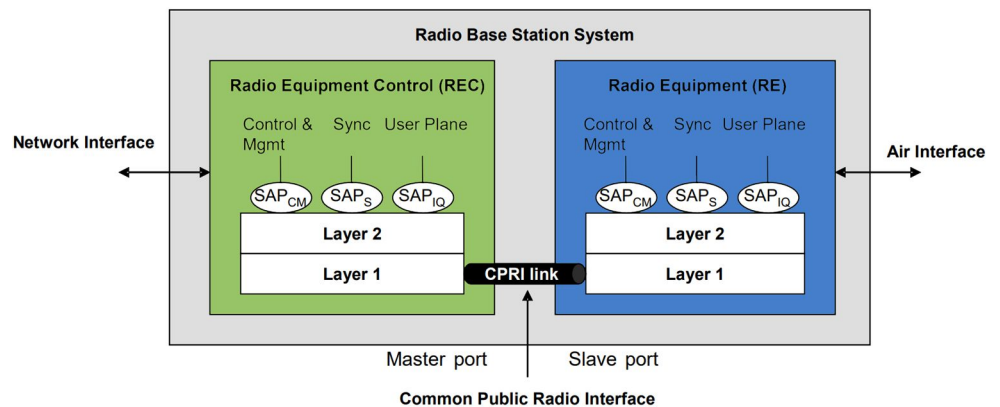 Radio Base Station System
Radio Equipment Control (REC)
Control &
Mgmt
Sync
User Plane
SAPCM
SAPS
SAPIQ
Layer 2
Layer 1
Radio Equipment (RE)
Control &
Mgmt
Sync
User Plane
SAPCM
SAPS
SAPIQ
Layer 2
Layer 1
Network Interface
Air Interface
CPRI link
Master port
Slave port
Common Public Radio Interface